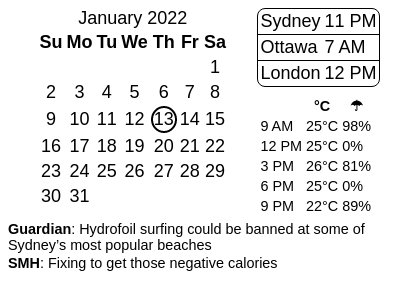 January 2022
Su Mo Tu We Th Fr Sa
1
2 3 4 5 6 7 8
9 10 11 12 13 14 15
16 17 18 19 20 21 22
23 24 25 26 27 28 29
30 31
Sydney 11 PM
Ottawa 7 AM
London 12 PM
°C ☂
9 AM 25°C 98%
12 PM 25°C 0%
3 PM 26°C 81%
6 PM 25°C 0%
9 PM 22°C 89%
Guardian: Hydrofoil surfing could be banned at some of
Sydney's most popular beaches
SMH: Fixing to get those negative calories